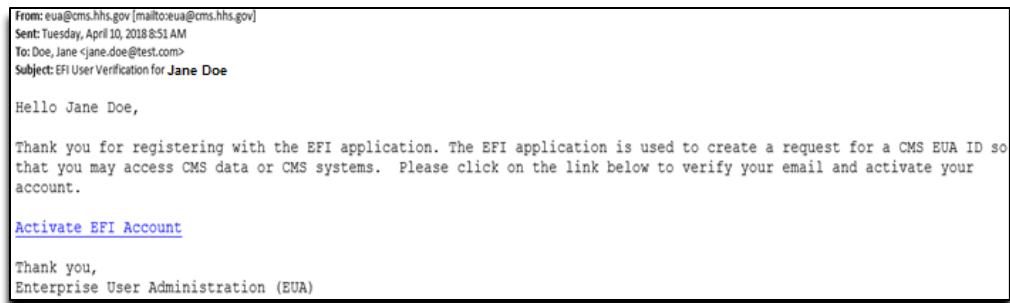 From: eua@cms.hhs.gov [mailto:eua@cms.hhs.gov]
Sent: Tuesday, April 10, 2018 8:51 AM
To: Doe, Jane <jane.doe@test.com>
Subject: EFI User Verification for Jane Doe
Hello Jane Doe,
Thank you for registering with the EFI application. The EFI application is used to create a request for a CMS EUA ID so
that you may access CMS data or CMS systems.  Please click on the link below to verify your email and activate your
account.
Activate EFI Account
Thank you,
Enterprise User Administration (EUA)